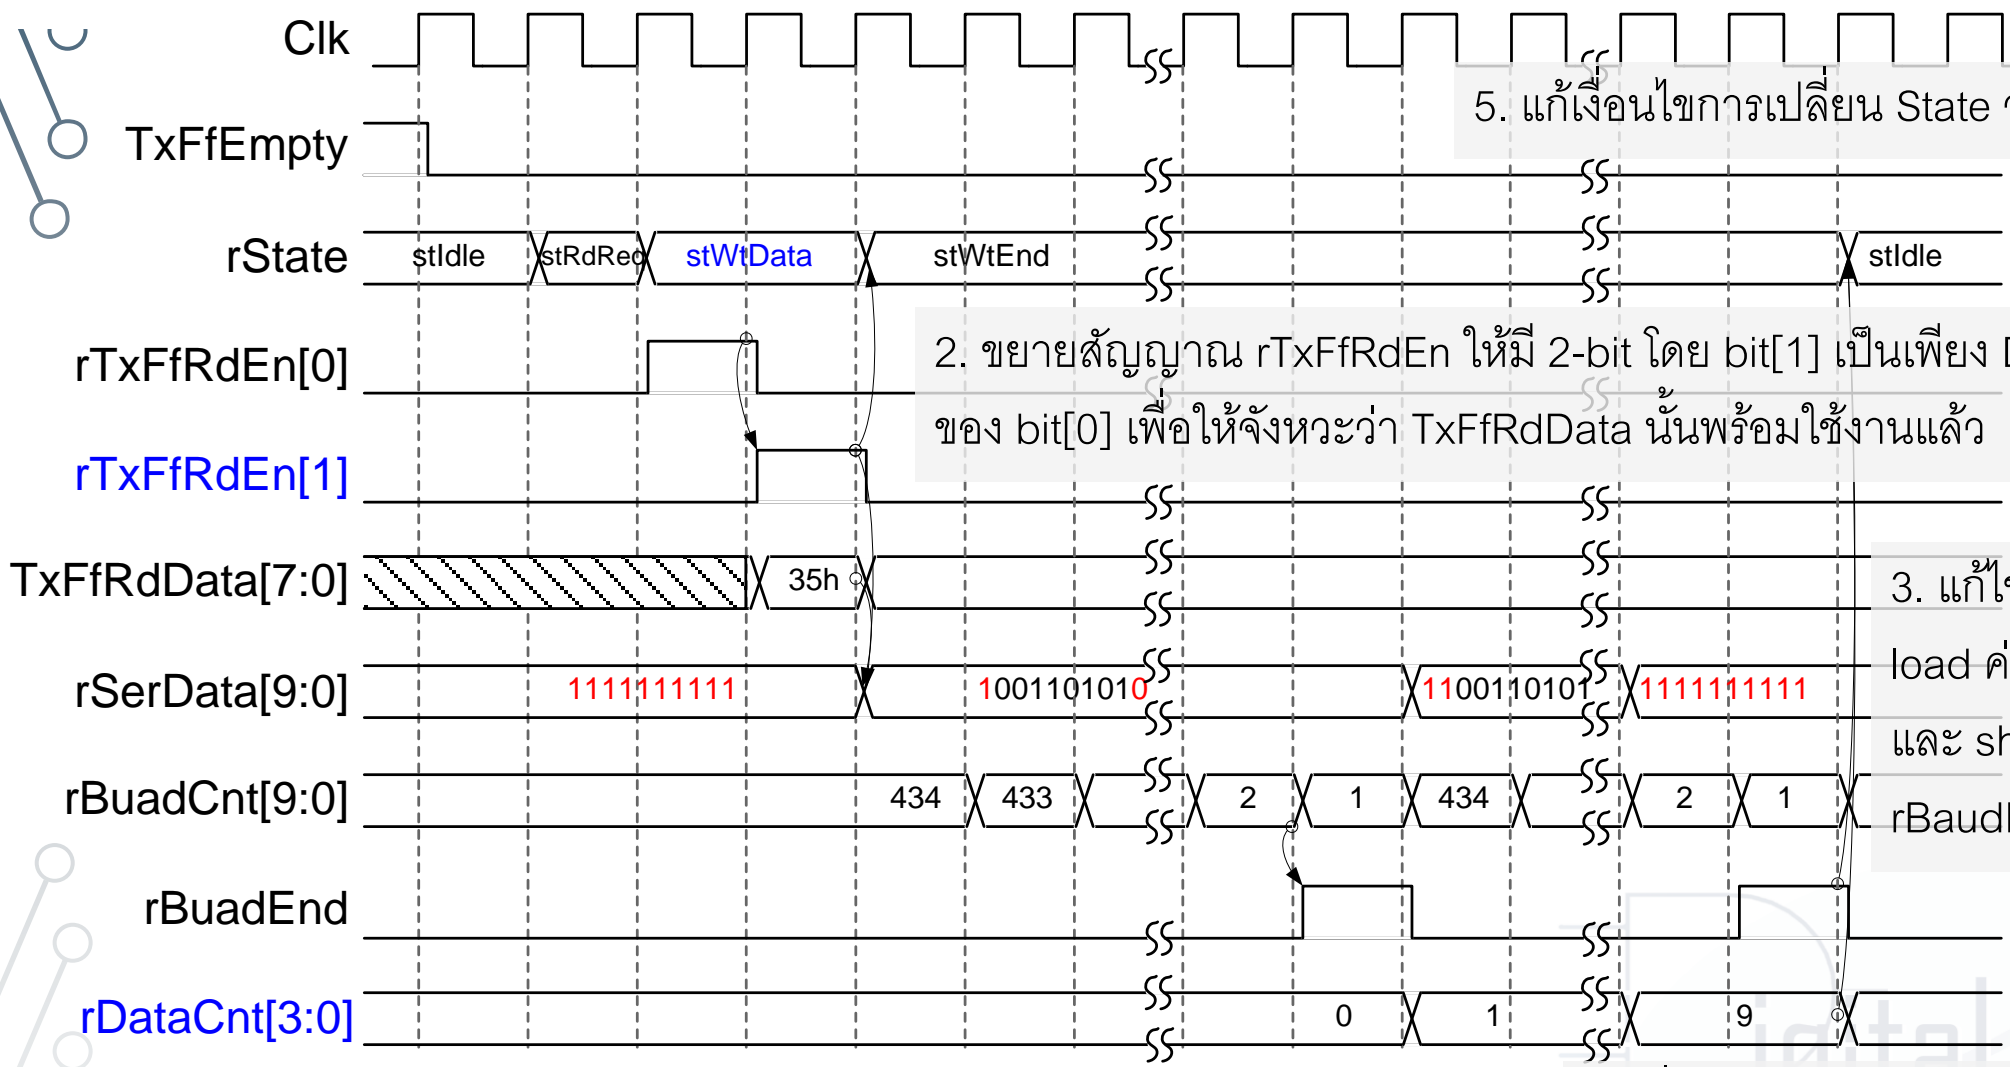 Clk
5. แก้เงื่อนไขการเปลี่ยน State
TxFfEmpty
rState stIdle stRdReq stWtData stWtEnd stIdle
rTxFfRdEn[0]
2. ขยายสัญญาณ rTxFfRdEn ให้มี 2-bit โดย bit[1] เป็นเพียง
ของ bit[0] เพื่อให้จังหวะว่า TxFfRdData นั้นพร้อมใช้งานแล้ว
rTxFfRdEn[1]
TxFfRdData[7:0] 35h
3.
load
rSerData[9:0] 1111111111 1001101010 1100110101 1111111111
และ
rBuadCnt[9:0] 434 433 2 1 434 2 1
rBuadEnd
rDataCnt[3:0] 0 1 9